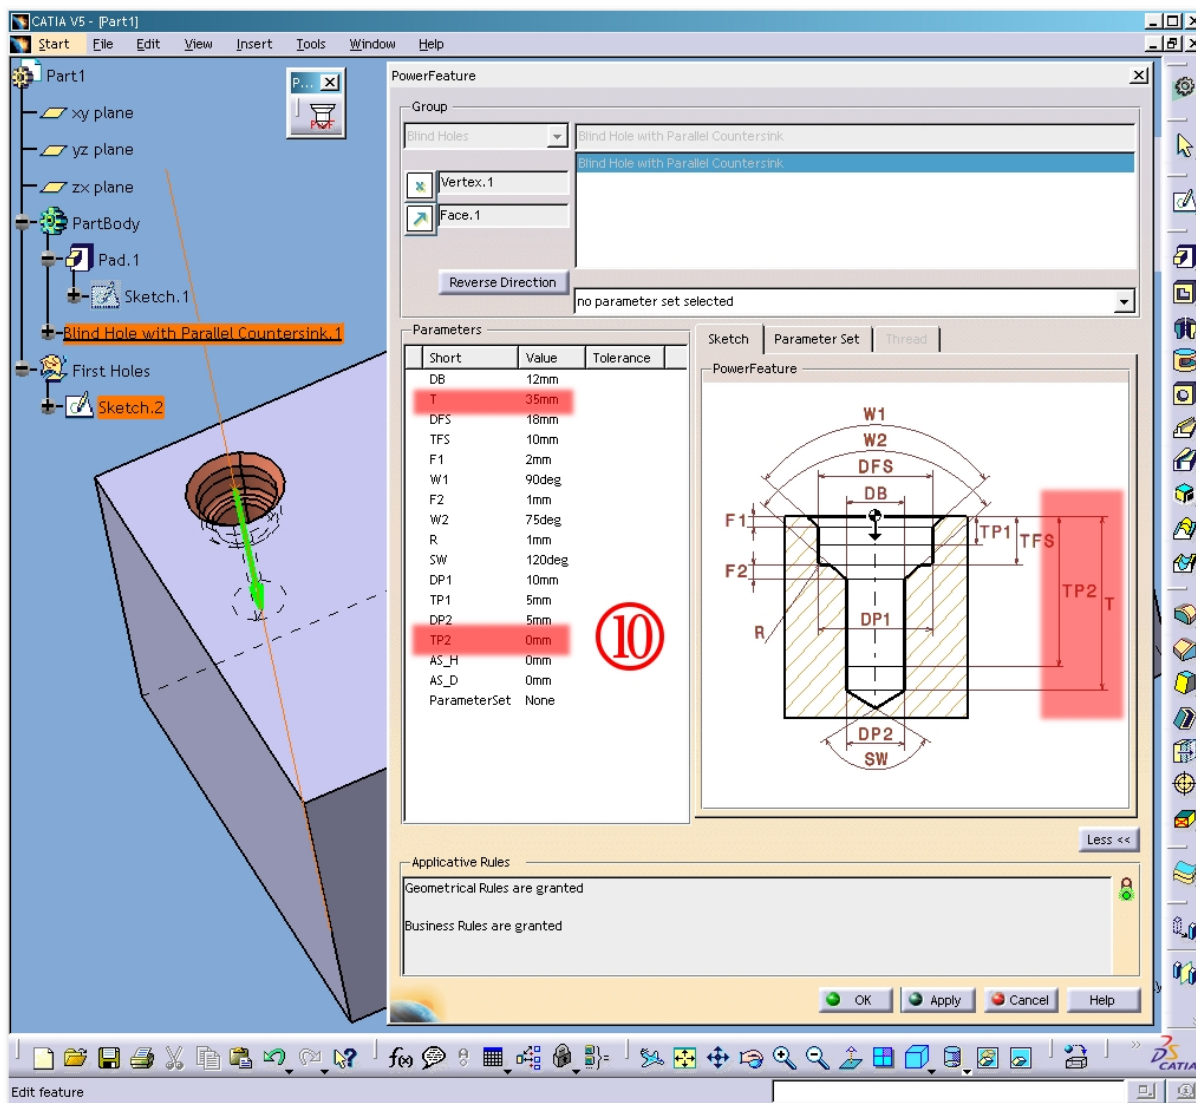 CATIA V5 - [Part1]
Start File Edit View Insert Tools Window Help
Part1
xy plane
yz plane
zx plane
PartBody
Pad.1
Sketch.1
Blind Hole with Parallel Countersink.1
First Holes
Sketch.2
P...
PowerFeature
Group
Blind Holes
Blind Hole with Parallel Countersink
Blind Hole with Parallel Countersink
Vertex.1
Face.1
Reverse Direction
no parameter set selected
Parameters
Short Value Tolerance
DB 12mm
T 35mm
DFS 18mm
TFS 10mm
F1 2mm
W1 90deg
F2 1mm
W2 75deg
R 1mm
SW 120deg
DP1 10mm
TP1 5mm
DP2 5mm
TP2 0mm
AS_H 0mm
AS_D 0mm
ParameterSet None
⑩
Sketch Parameter Set Thread
PowerFeature
W1
W2
DFS
DB
F1
TP1
TFS
F2
TP2
T
R
DP1
DP2
SW
Less <<
Applicative Rules
Geometrical Rules are granted
Business Rules are granted
OK Apply Cancel Help
f(x)
CATIA
Edit feature